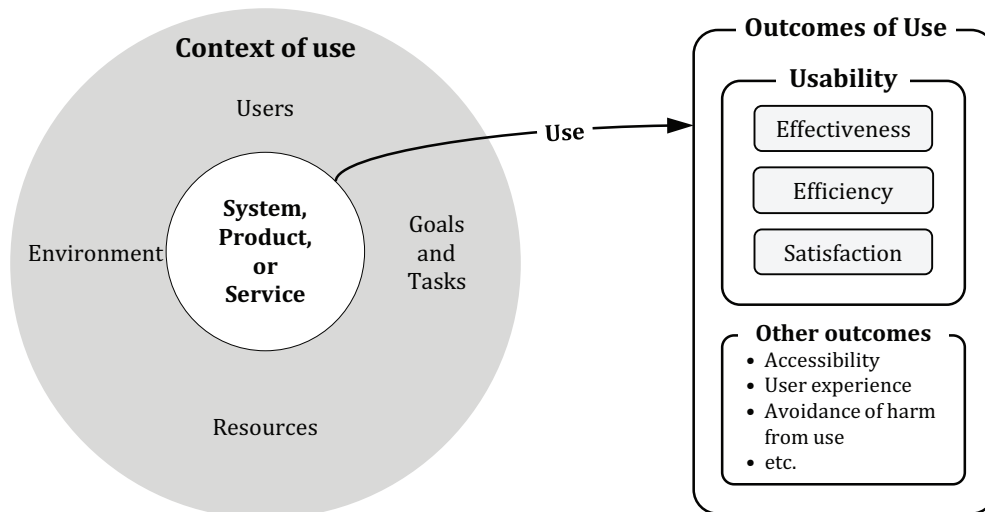 Context of use
Users
Environment
System,
Product,
or
Service
Goals
and
Tasks
Resources
Use
Outcomes of Use
Usability
Effectiveness
Efficiency
Satisfaction
Other outcomes
• Accessibility
• User experience
• Avoidance of harm
from use
• etc.